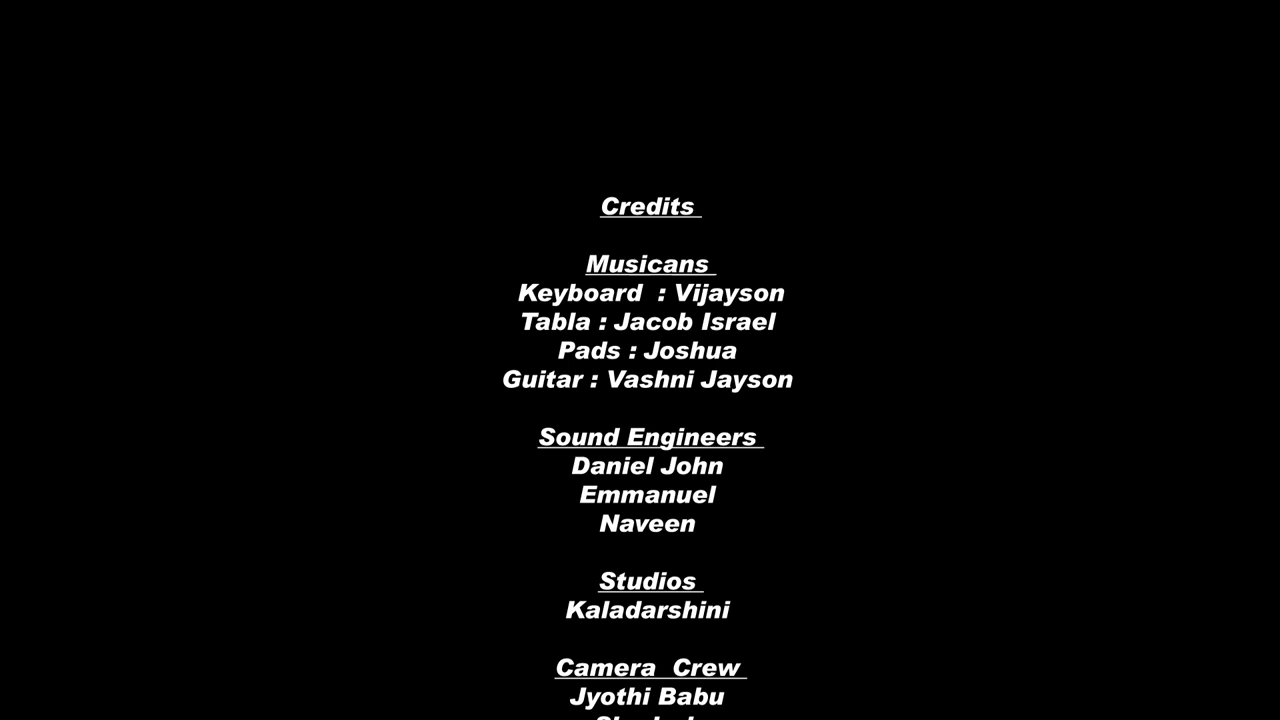 Credits
Musicans
Keyboard : Vijayson
Tabla : Jacob Israel
Pads : Joshua
Guitar : Vashni Jayson
Sound Engineers
Daniel John
Emmanuel
Naveen
Studios
Kaladarshini
Camera Crew
Jyothi Babu